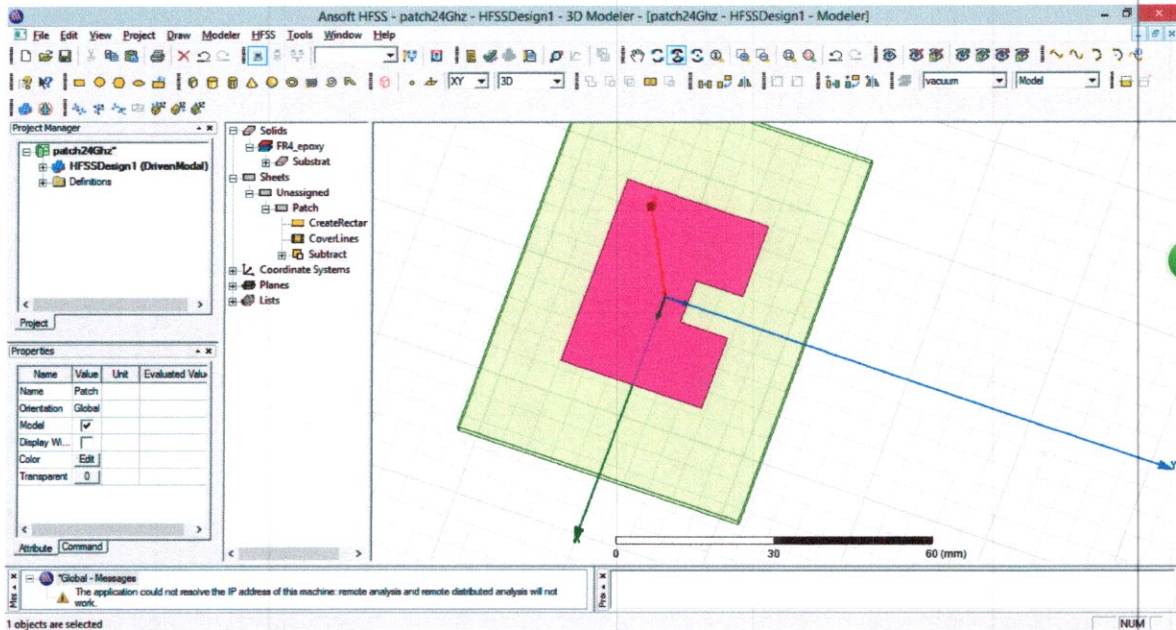 Ansoft HFSS - patch24Ghz - HFSSDesign1 - 3D Modeler - [patch24Ghz - HFSSDesign1 - Modeler]
File Edit View Project Draw Modeler HFSS Tools Window Help
XY 3D vacuum Model
Project Manager
patch24Ghz*
HFSSDesign1 (DrivenModal)
Definitions
Project
Solids
FR4_epoxy
Substrat
Sheets
Unassigned
Patch
CreateRectar
CoverLines
Subtract
Coordinate Systems
Planes
Lists
Properties
Name Value Unit Evaluated Value
Name Patch
Orientation Global
Model
Display Wi...
Color Edit
Transparent 0
Attribute Command
0 30 60 (mm)
*Global - Messages
The application could not resolve the IP address of this machine: remote analysis and remote distributed analysis will not
work.
1 objects are selected
NUM